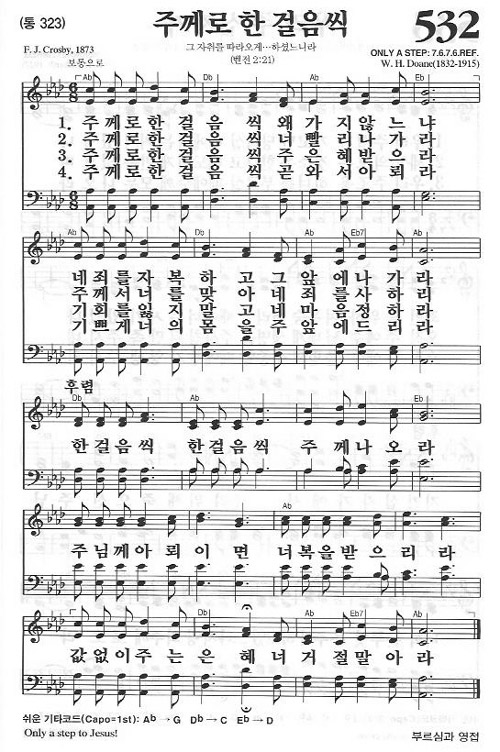 (통 323)
주께로 한 걸음씩
532
그 자취를 따라오게…하셨느니라
(벧전 2:21)
F. J. Crosby, 1873
보통으로
ONLY A STEP: 7.6.7.6.REF.
W. H. Doane(1832-1915)
Ab Db Ab Eb
1. 주께로한 걸 음 씩 왜 가 지않 느 냐
2. 주께로한 걸 음 씩 너 빨 리나 가 라
3. 주께로한 걸 음 씩 주 은 혜받 으 라
4. 주께로한 걸 음 씩 곧 와 서아 뢰 라
Ab Db Ab Eb7 Ab
네 죄 를자 복 하 고 그앞 에나 가 라
주 께 서너 를 맞 아 네죄 를사 하 리
기 회 를잃 지 말 고 네마 음정 하 라
기 쁘 게너 의 몸 을 주앞 에드 리 라
후렴
Db Ab Eb
한걸음씩 한걸음씩 주 께나 오 라
Ab
주 님께아 뢰 이 면 너 복을받 으 리 라
Db Ab Eb7 Ab
값 없이주 는 은 혜 너 거 절말 아 라
쉬운 기타코드(Capo=1st): Ab → G Db → C Eb → D
Only a step to Jesus!
부르심과 영접